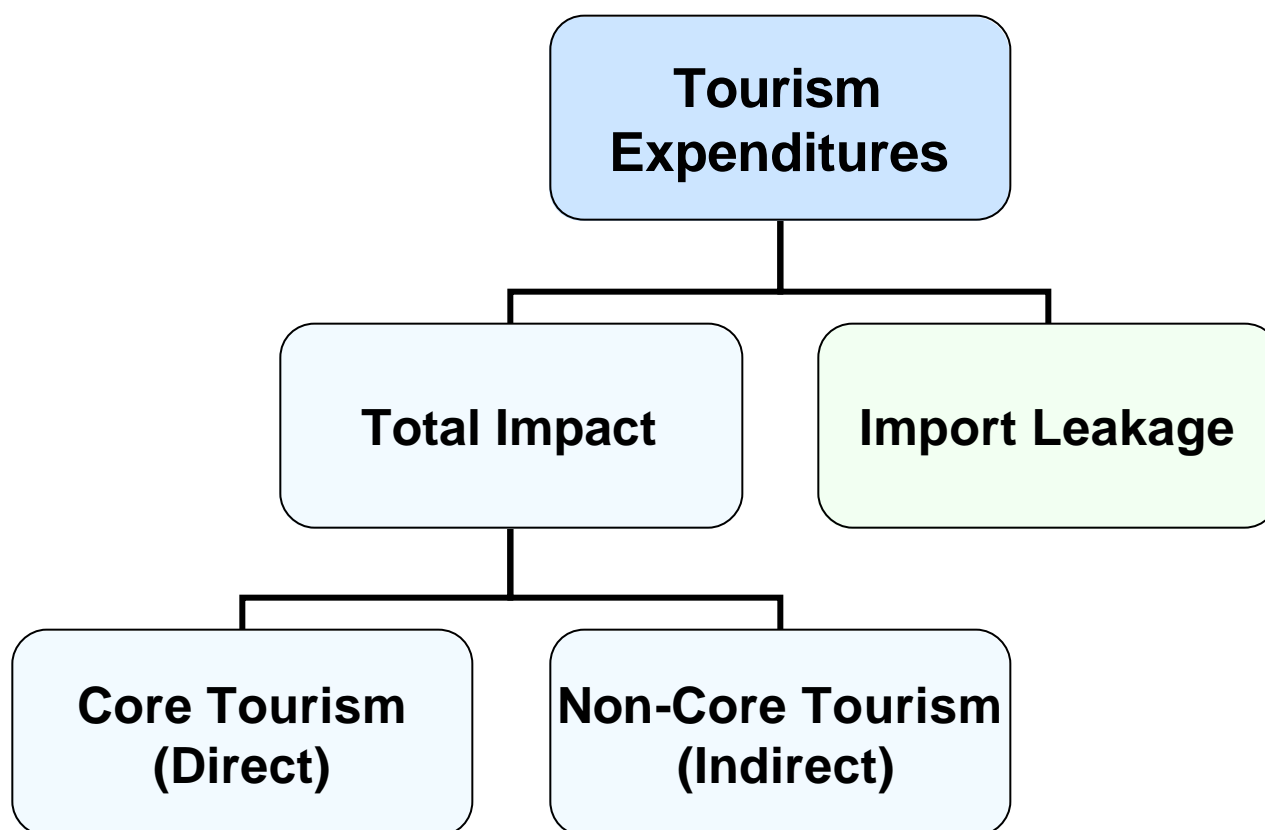 Tourism
Expenditures
Total Impact
Import Leakage
Core Tourism
(Direct)
Non-Core Tourism
(Indirect)